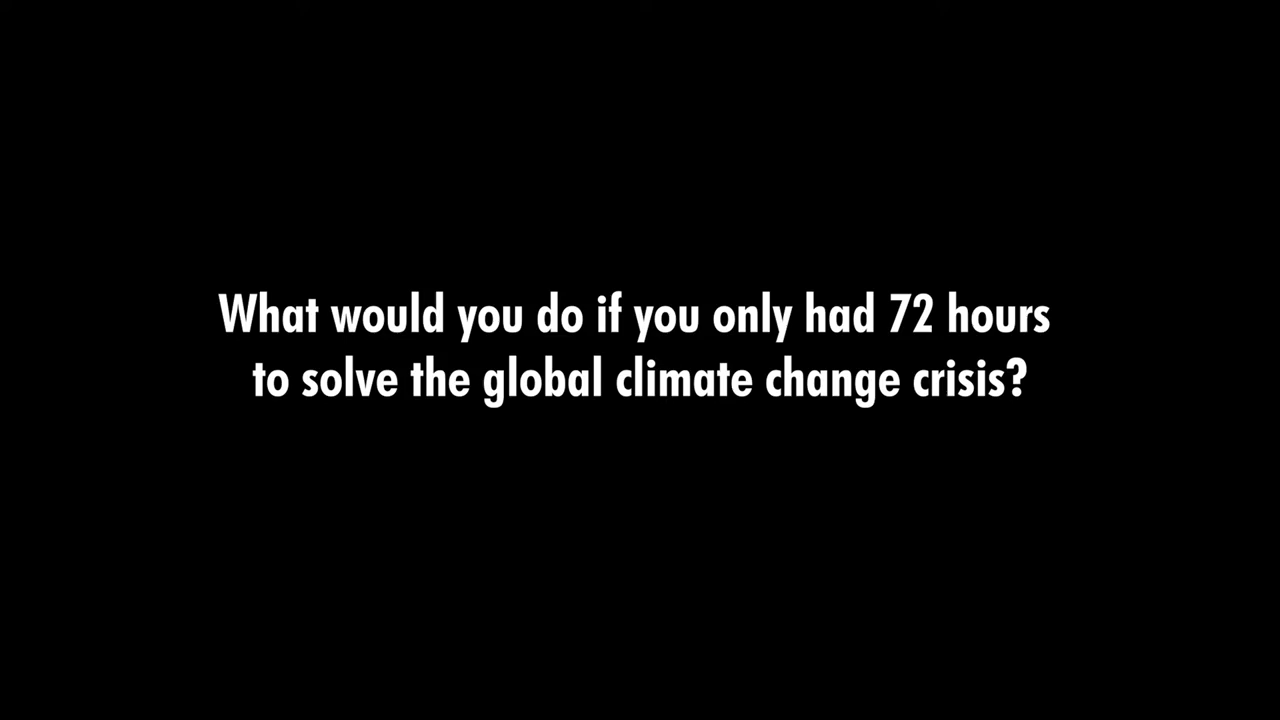 What would you do if you only had 72 hours
to solve the global climate change crisis?